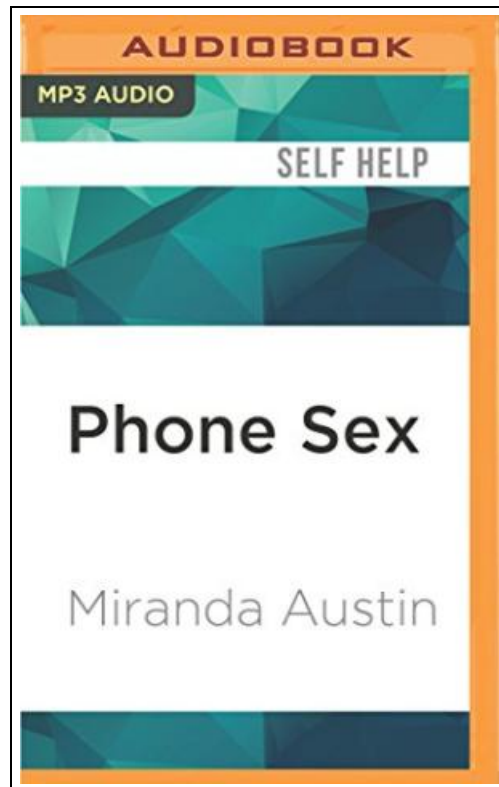 AUDIOBOOK
MP3 AUDIO
SELF HELP
Phone Sex
Miranda Austin